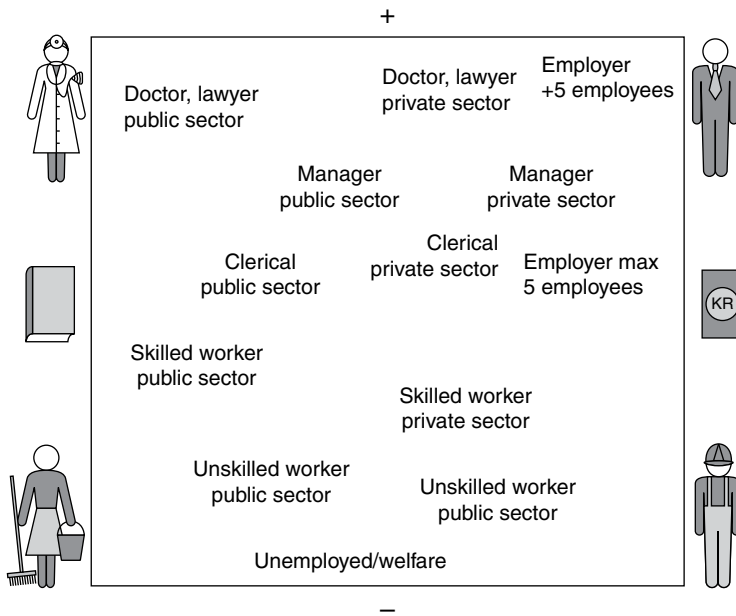 +
Doctor, lawyer
public sector
Doctor, lawyer
private sector
Employer
+5 employees
Manager
public sector
Manager
private sector
Clerical
public sector
Clerical
private sector
Employer max
5 employees
KR
Skilled worker
public sector
Skilled worker
private sector
Unskilled worker
public sector
Unskilled worker
public sector
Unemployed/welfare
–